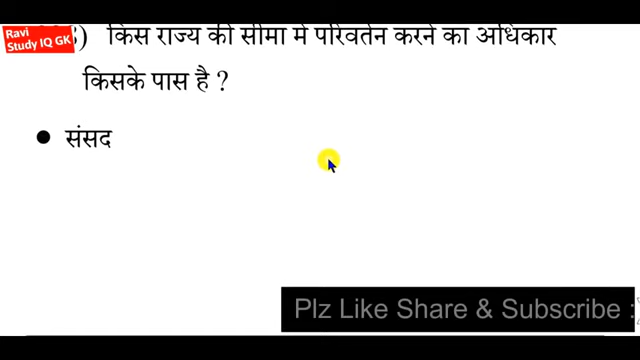 Ravi
Study IQ GK
किस राज्य की सीमा मे परिवर्तन करने का अधिकार
किसके पास है ?
● संसद
Plz Like Share & Subscribe :